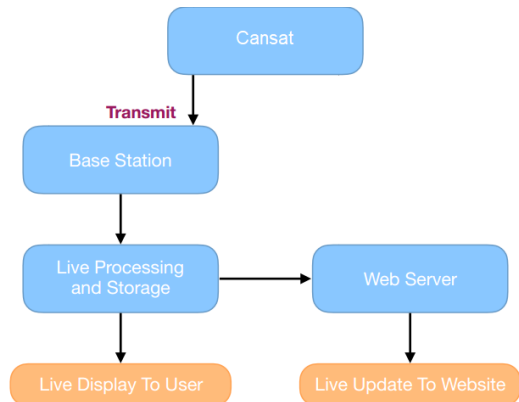 Cansat
Transmit
Base Station
Live Processing
and Storage
Web Server
Live Display To User
Live Update To Website